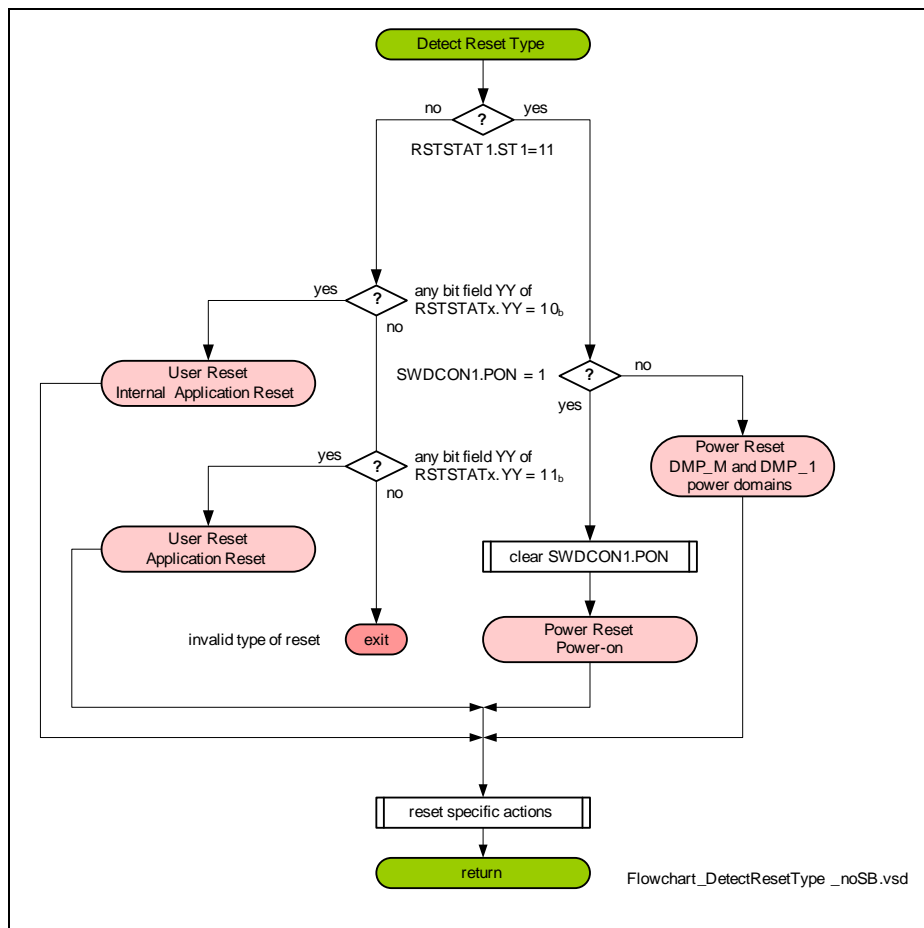 Detect Reset Type
no
?
yes
RSTSTAT1.ST1=11
yes
?
any bit field YY of
RSTSTATx.YY = 10b
no
User Reset
Internal Application Reset
SWDCON1.PON = 1
?
no
yes
Power Reset
DMP_M and DMP_1
power domains
yes
?
any bit field YY of
RSTSTATx.YY = 11b
no
User Reset
Application Reset
clear SWDCON1.PON
invalid type of reset
exit
Power Reset
Power-on
reset specific actions
return
Flowchart_DetectResetType _noSB.vsd